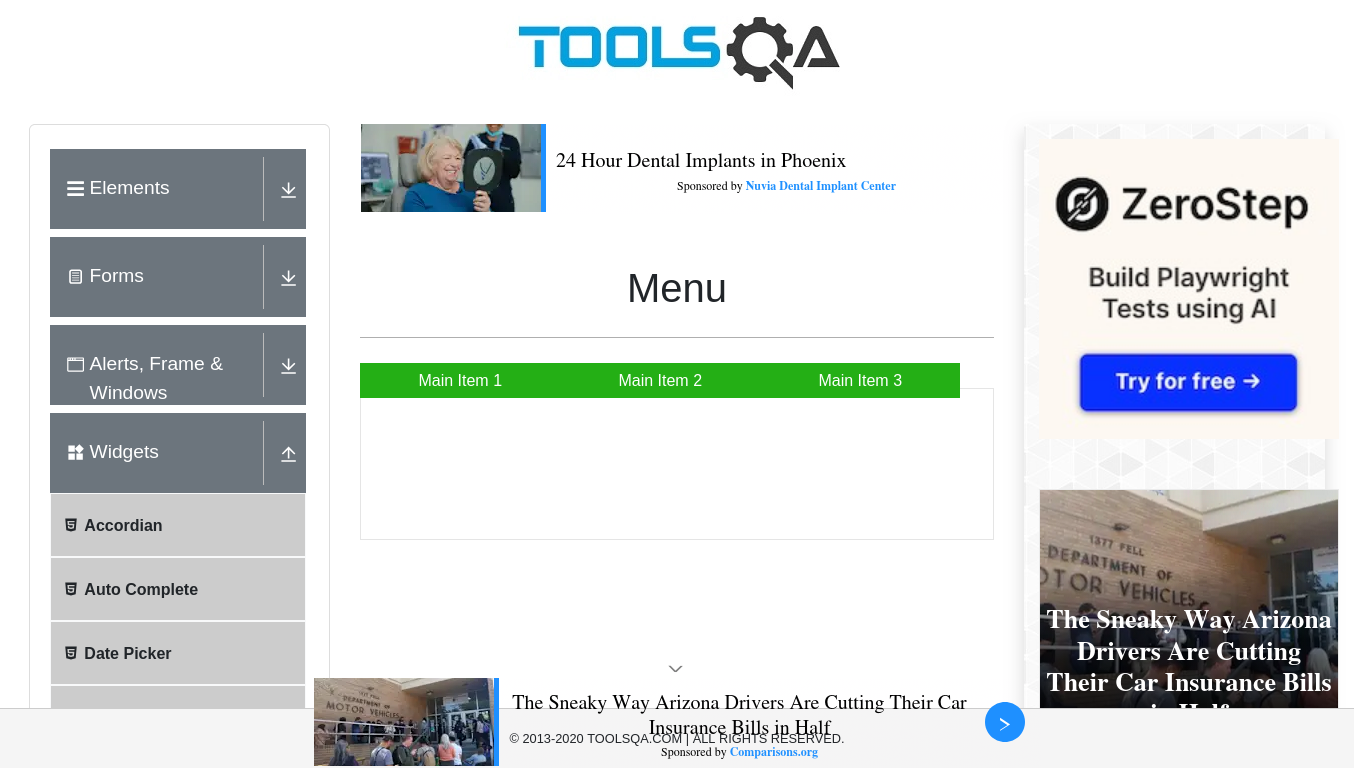 TOOLSQA
Elements
Forms
Alerts, Frame &
Windows
Widgets
Accordian
Auto Complete
Date Picker
24 Hour Dental Implants in Phoenix
Sponsored by Nuvia Dental Implant Center
Menu
Main Item 1
Main Item 2
Main Item 3
ZeroStep
Build Playwright
Tests using AI
Try for free →
1377 FELL
DEPARTMENT OF
MOTOR VEHICLES
The Sneaky Way Arizona
Drivers Are Cutting
Their Car Insurance Bills
in Half
MOTOR VEHICLES
The Sneaky Way Arizona Drivers Are Cutting Their Car
Insurance Bills in Half
© 2013-2020 TOOLSQA.COM | ALL RIGHTS RESERVED.
Sponsored by Comparisons.org